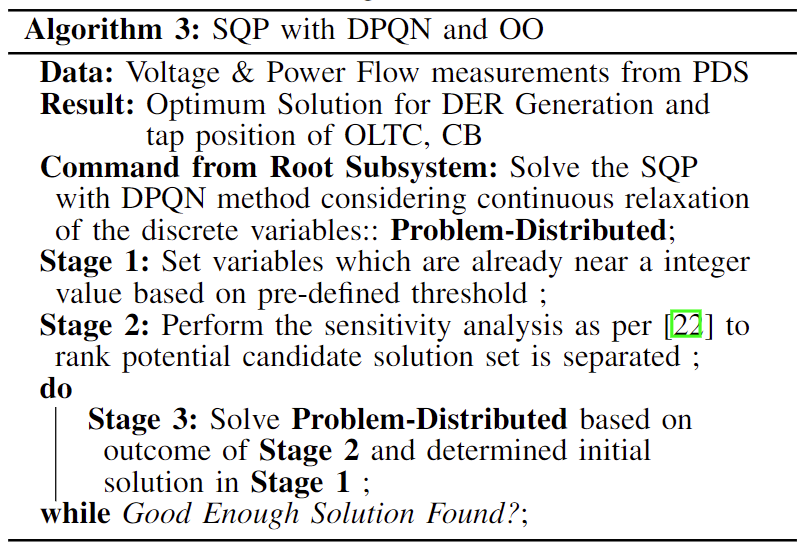 Algorithm 3: SQP with DPQN and OO
Data: Voltage & Power Flow measurements from PDS
Result: Optimum Solution for DER Generation and
tap position of OLTC, CB
Command from Root Subsystem: Solve the SQP
with DPQN method considering continuous relaxation
of the discrete variables:: Problem-Distributed;
Stage 1: Set variables which are already near a integer
value based on pre-defined threshold ;
Stage 2: Perform the sensitivity analysis as per [22] to
rank potential candidate solution set is separated ;
do
Stage 3: Solve Problem-Distributed based on
outcome of Stage 2 and determined initial
solution in Stage 1 ;
while Good Enough Solution Found?;